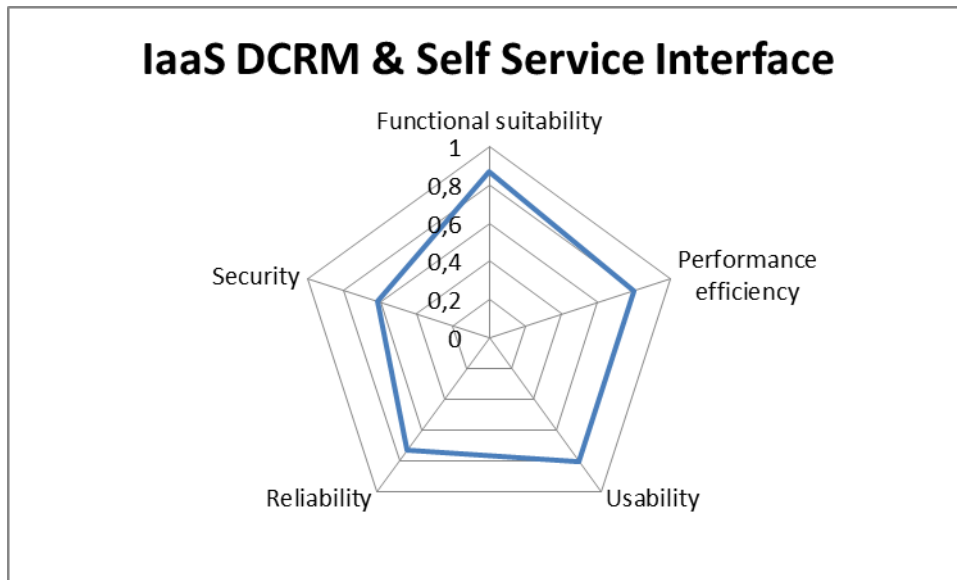 IaaS DCRM & Self Service Interface
Functional suitability
1
0,8
0,6
0,4
0,2
0
Performance
efficiency
Usability
Reliability
Security